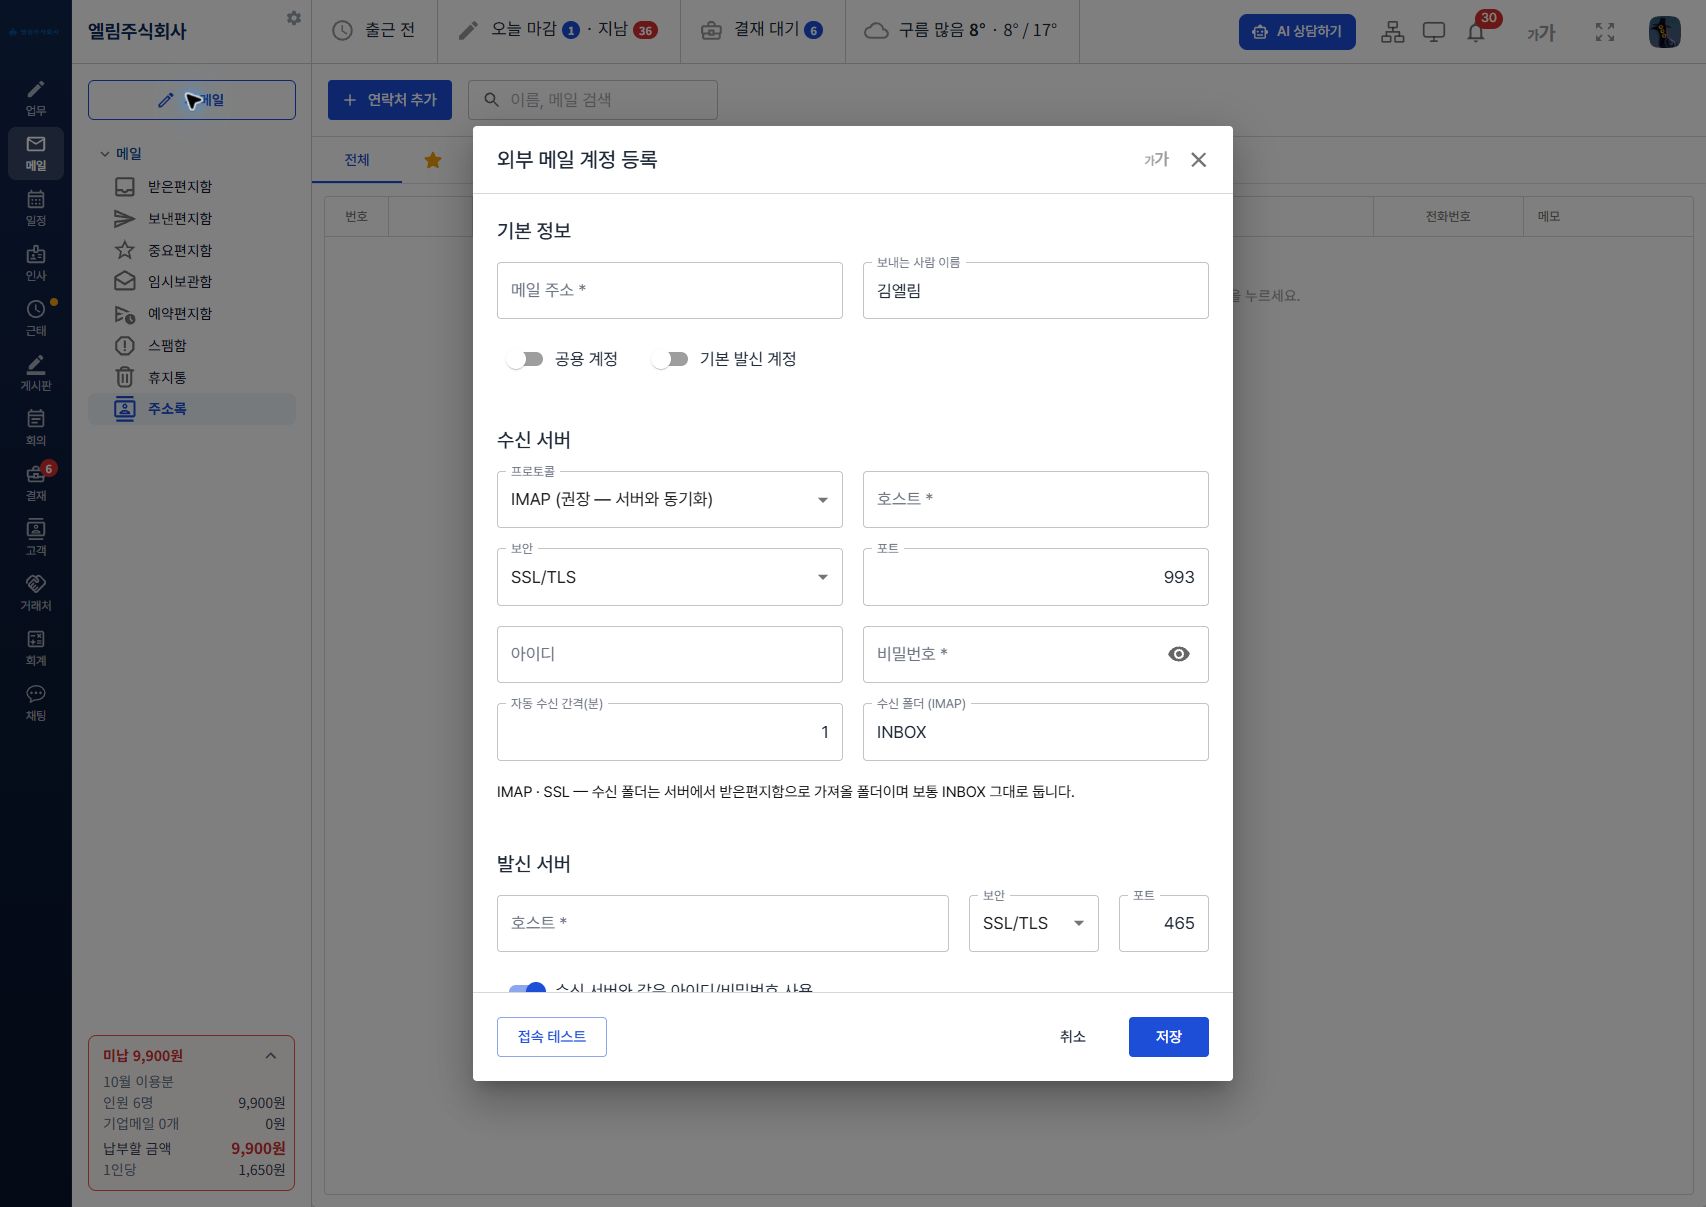 엘림주식회사
출근 전
오늘 마감 1 · 지남 36
결재 대기 6
구름 많음 8° · 8° / 17°
AI 상담하기
30
가가
업무
메일
일정
인사
근태
게시판
회의
6
결재
고객
거래처
회계
채팅
메일
메일
받은편지함
보낸편지함
중요편지함
임시보관함
예약편지함
스팸함
휴지통
주소록
미납 9,900원
10월 이용분
인원 6명 9,900원
기업메일 0개 0원
납부할 금액 9,900원
1인당 1,650원
연락처 추가
이름, 메일 검색
전체
번호
전화번호
메모
누르세요.
외부 메일 계정 등록
가가
기본 정보
메일 주소 *
보내는 사람 이름
김엘림
공용 계정
기본 발신 계정
수신 서버
프로토콜
IMAP (권장 — 서버와 동기화)
호스트 *
보안
SSL/TLS
포트
993
아이디
비밀번호 *
자동 수신 간격(분)
1
수신 폴더 (IMAP)
INBOX
IMAP · SSL — 수신 폴더는 서버에서 받은편지함으로 가져올 폴더이며 보통 INBOX 그대로 둡니다.
발신 서버
호스트 *
보안
SSL/TLS
포트
465
수신 서버와 같은 아이디/비밀번호 사용
접속 테스트
취소
저장